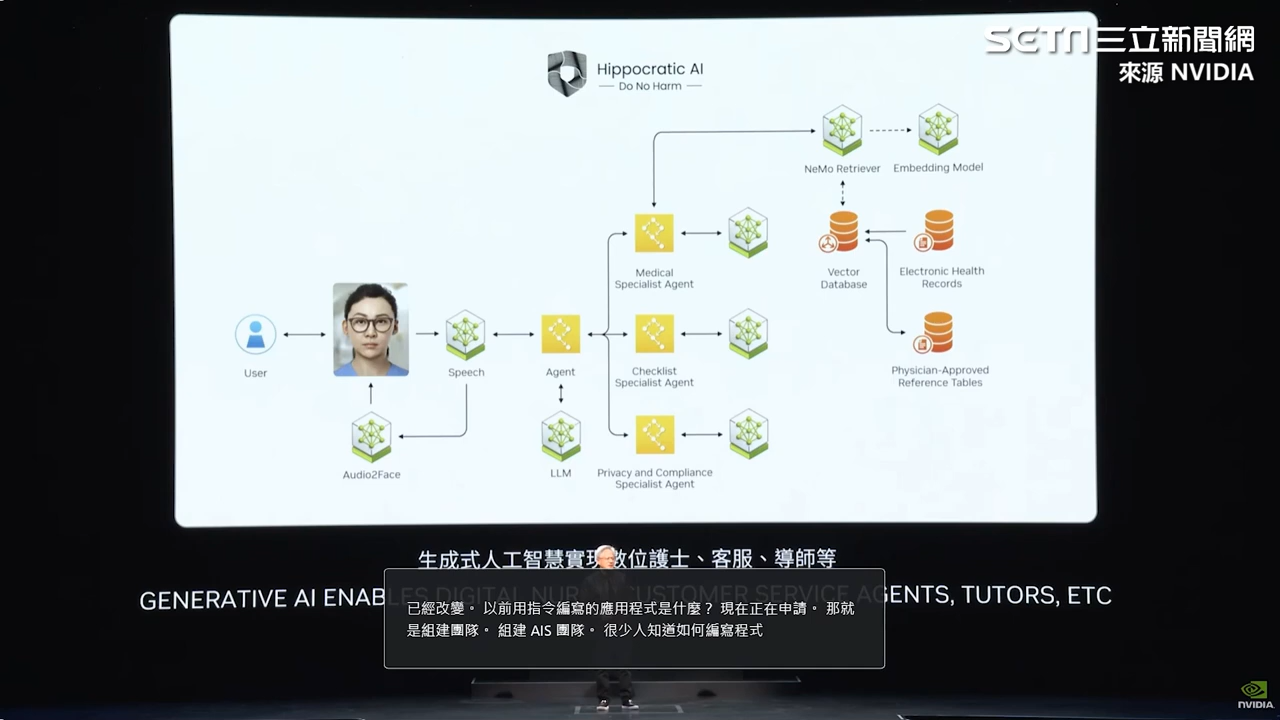 SETN三立新聞網
來源 NVIDIA
Hippocratic AI
Do No Harm
NeMo Retriever
Embedding Model
Medical
Specialist Agent
Vector
Database
Electronic Health
Records
User
Speech
Agent
Checklist
Specialist Agent
Physician-Approved
Reference Tables
Audio2Face
LLM
Privacy and Compliance
Specialist Agent
生成式人工智慧實現數位護士、客服、導師等
GENERATIVE AI ENABLES DIGITAL NUR CUSTOMER SERVICE AGENTS, TUTORS, ETC
已經改變。 以前用指令編寫的應用程式是什麼？ 現在正在申請。 那就
是組建團隊。 組建 AIS 團隊。 很少人知道如何編寫程式
NVIDIA